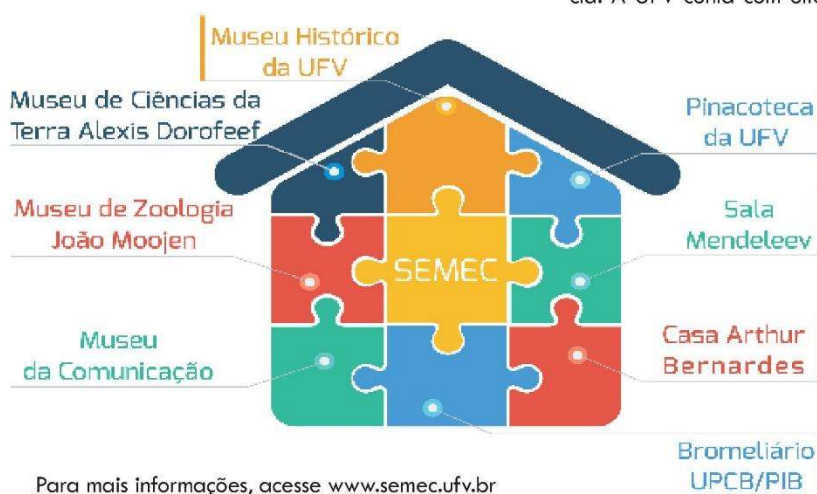 Museu Histórico
da UFV
Museu de Ciências da
Terra Alexis Dorofeef
Pinacoteca
da UFV
Museu de Zoologia
João Moojen
SEMEC
Sala
Mendeleev
Museu
da Comunicação
Casa Arthur
Bernardes
Bromeliário
UPCB/PIB
Para mais informações, acesse www.semec.ufv.br